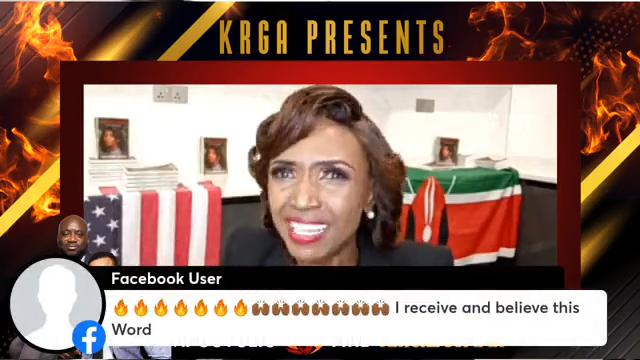 KRGA PRESENTS
Facebook User
🔥🔥🔥🔥🔥🔥🔥🙌🏾🙌🏾🙌🏾🙌🏾🙌🏾🙌🏾🙌🏾 I receive and believe this
Word